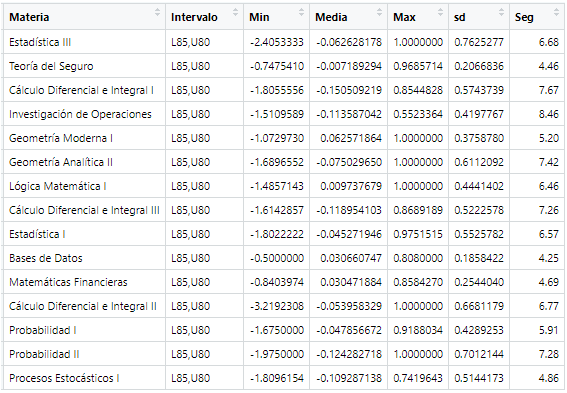 Materia Intervalo Min Media Max sd Seg
Estadística III L85,U80 -2.4053333 -0.062628178 1.0000000 0.7625277 6.68
Teoría del Seguro L85,U80 -0.7475410 -0.007189294 0.9685714 0.2066836 4.46
Cálculo Diferencial e Integral I L85,U80 -1.8055556 -0.150509219 0.8544828 0.5743739 7.67
Investigación de Operaciones L85,U80 -1.5109589 -0.113587042 0.5523364 0.4197767 8.46
Geometría Moderna I L85,U80 -1.0729730 0.062571864 1.0000000 0.3758780 5.20
Geometría Analítica II L85,U80 -1.6896552 -0.075029650 1.0000000 0.6112092 7.42
Lógica Matemática I L85,U80 -1.4857143 0.009737679 1.0000000 0.4441402 6.46
Cálculo Diferencial e Integral III L85,U80 -1.6142857 -0.118954103 0.8689189 0.5222578 7.26
Estadística I L85,U80 -1.8022222 -0.045271946 0.9751515 0.5525782 6.57
Bases de Datos L85,U80 -0.5000000 0.030660747 0.8080000 0.1858422 4.25
Matemáticas Financieras L85,U80 -0.8403974 0.030471884 0.8584270 0.2544040 4.69
Cálculo Diferencial e Integral II L85,U80 -3.2192308 -0.053958329 1.0000000 0.6681179 6.77
Probabilidad I L85,U80 -1.6750000 -0.047856672 0.9188034 0.4289253 5.91
Probabilidad II L85,U80 -1.9750000 -0.124282718 1.0000000 0.7012144 7.28
Procesos Estocásticos I L85,U80 -1.8096154 -0.109287138 0.7419643 0.5144173 4.86